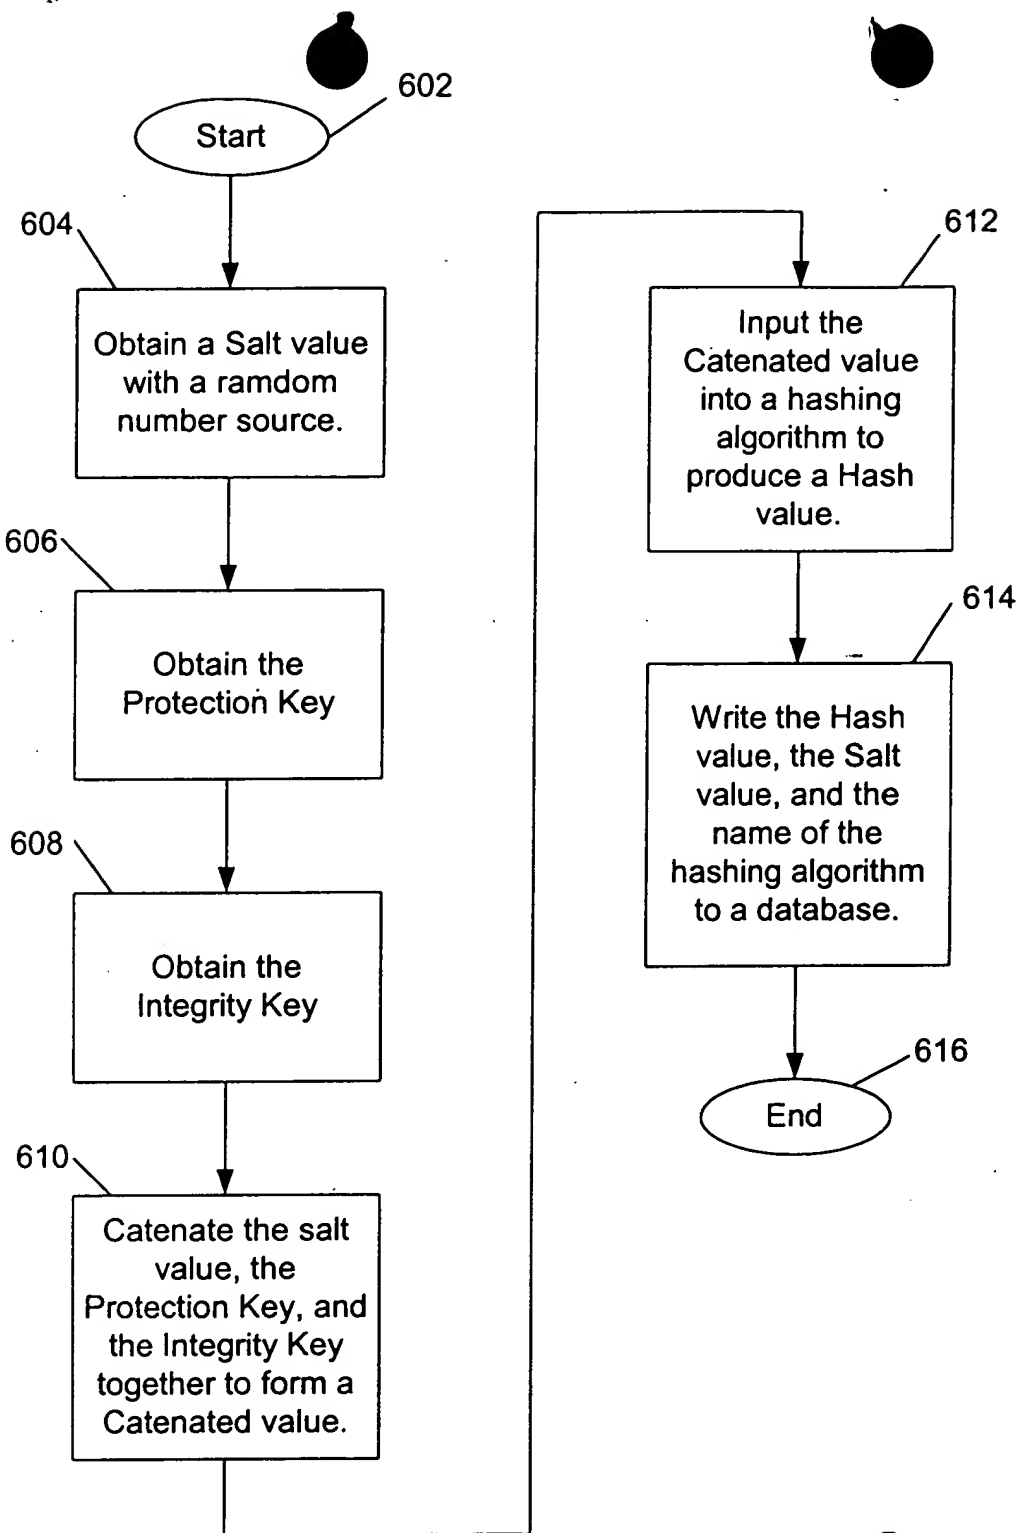 602
Start
604
Obtain a Salt value
with a ramdom
number source.
606
Obtain the
Protection Key
608
Obtain the
Integrity Key
610
Catenate the salt
value, the
Protection Key, and
the Integrity Key
together to form a
Catenated value.
612
Input the
Catenated value
into a hashing
algorithm to
produce a Hash
value.
614
Write the Hash
value, the Salt
value, and the
name of the
hashing algorithm
to a database.
616
End